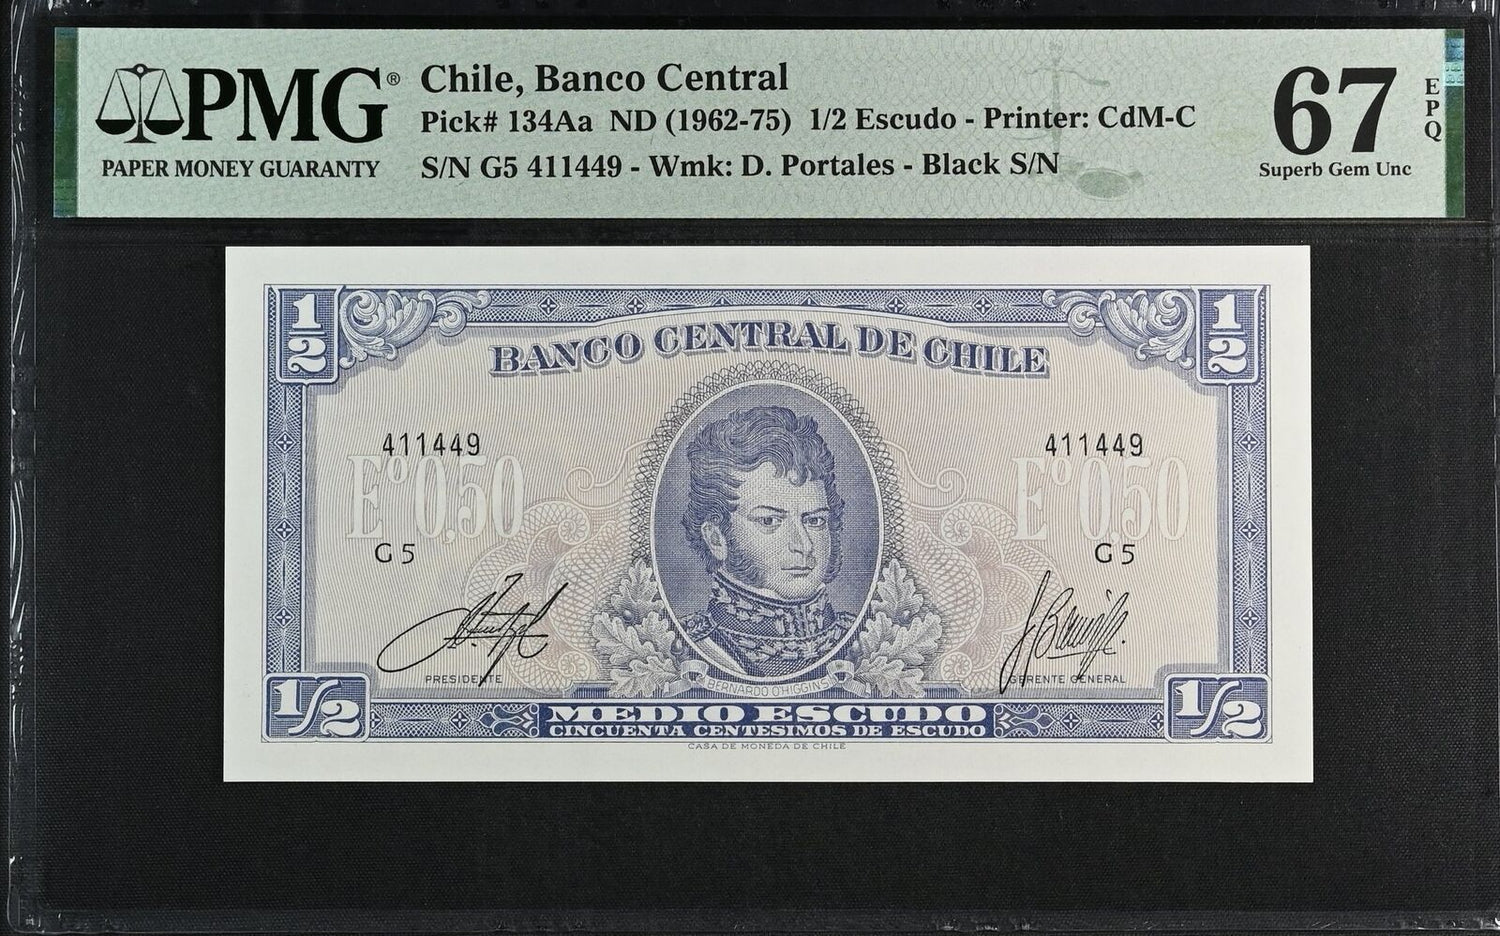 PMG®
PAPER MONEY GUARANTY
Chile, Banco Central
Pick# 134Aa ND (1962-75) 1/2 Escudo - Printer: CdM-C
S/N G5 411449 - Wmk: D. Portales - Black S/N
67
EPQ
Superb Gem Unc
1/2
1/2
BANCO CENTRAL DE CHILE
411449
411449
Eº 0,50
Eº 0,50
G5
G5
PRESIDENTE
BERNARDO O'HIGGINS
GERENTE GENERAL
1/2
MEDIO ESCUDO
1/2
CINCUENTA CENTESIMOS DE ESCUDO
CASA DE MONEDA DE CHILE